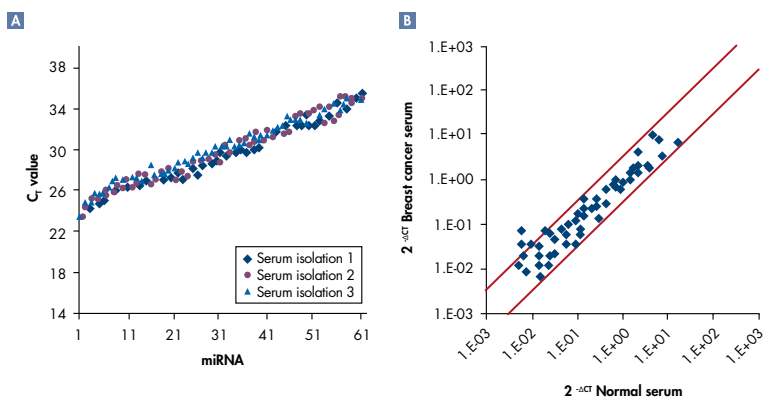 A
B
C_T value
38
34
30
26
22
18
14
Serum isolation 1
Serum isolation 2
Serum isolation 3
1 11 21 31 41 51 61
miRNA
2 -ΔCT Breast cancer serum
1.E+03
1.E+02
1.E+01
1.E+00
1.E-01
1.E-02
1.E-03
1.E-03 1.E-02 1.E-01 1.E+00 1.E+01 1.E+02 1.E+03
2 -ΔCT Normal serum